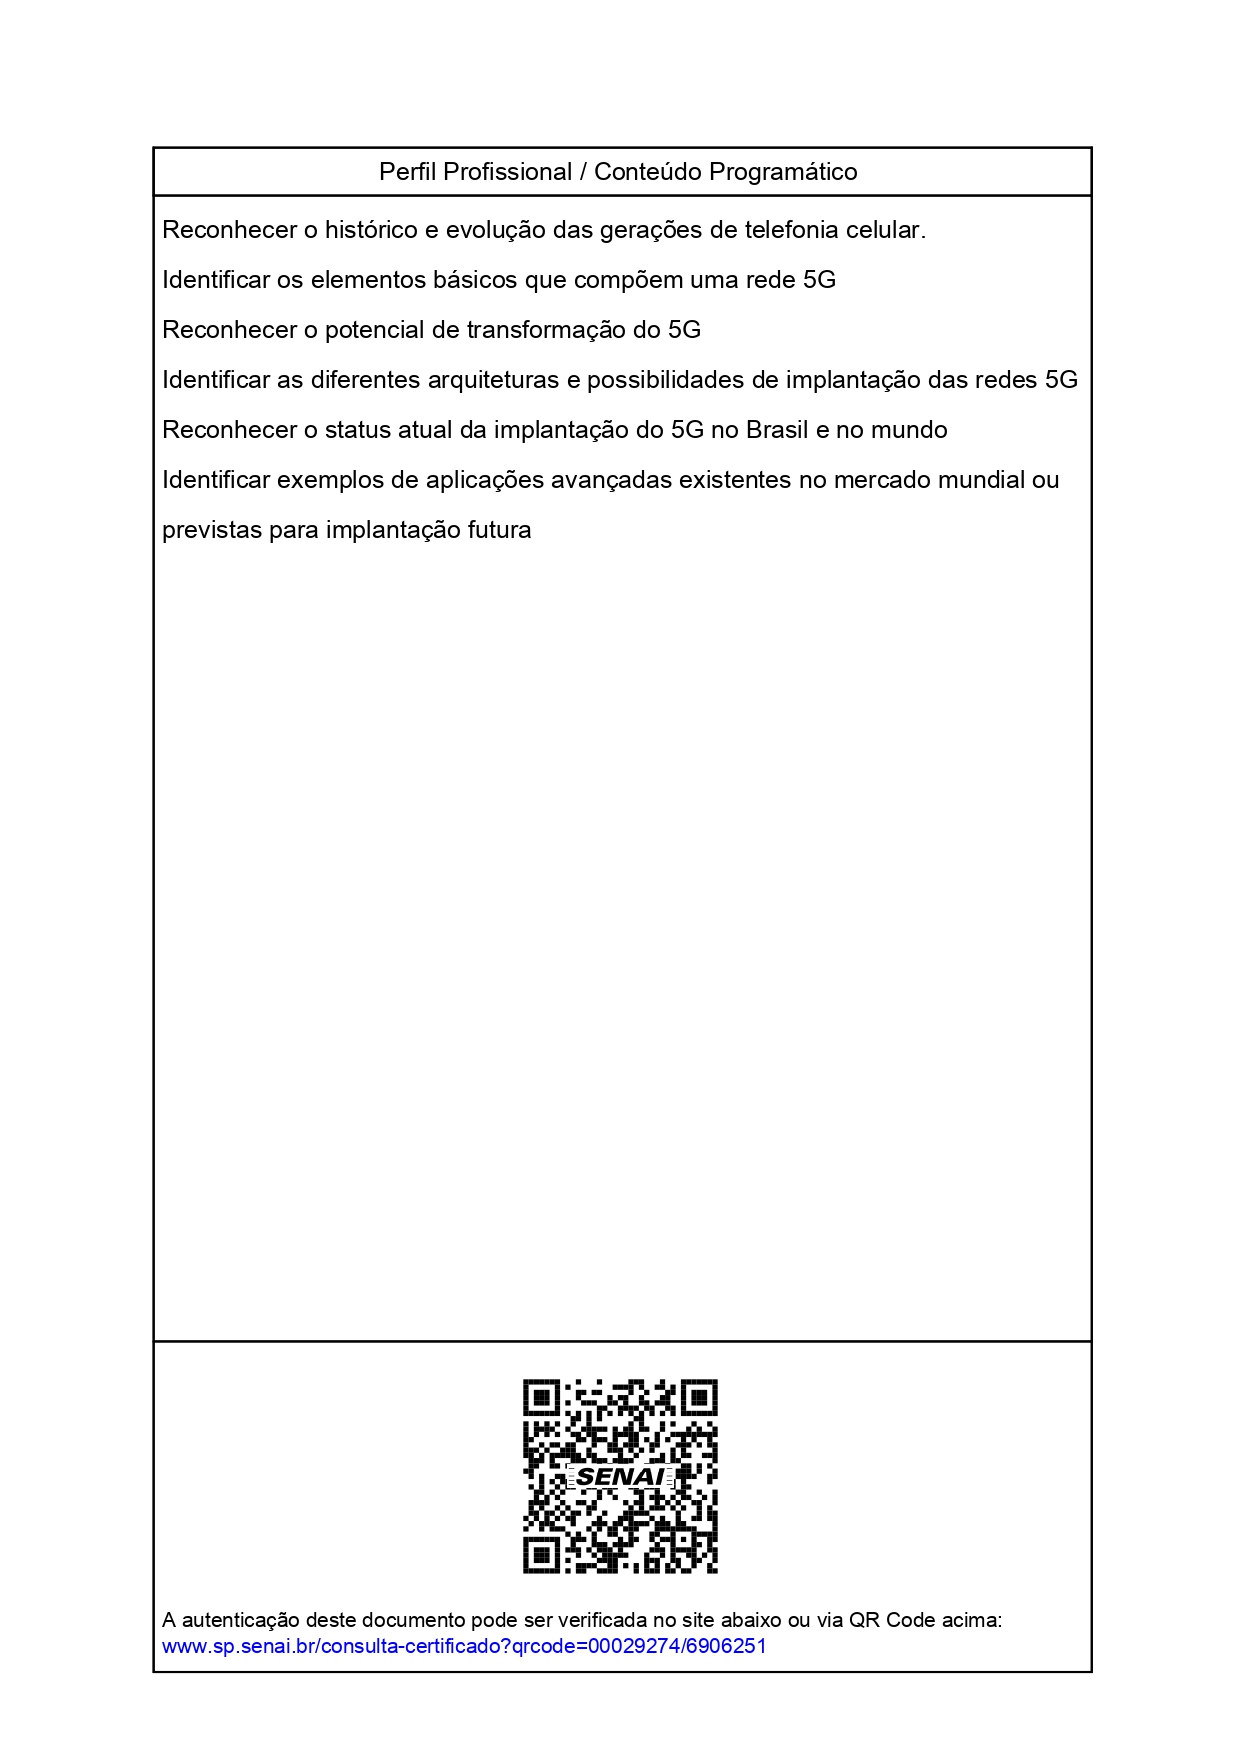 Perfil Profissional / Conteúdo Programático
Reconhecer o histórico e evolução das gerações de telefonia celular.
Identificar os elementos básicos que compõem uma rede 5G
Reconhecer o potencial de transformação do 5G
Identificar as diferentes arquiteturas e possibilidades de implantação das redes 5G
Reconhecer o status atual da implantação do 5G no Brasil e no mundo
Identificar exemplos de aplicações avançadas existentes no mercado mundial ou
previstas para implantação futura
SENAI
A autenticação deste documento pode ser verificada no site abaixo ou via QR Code acima:
www.sp.senai.br/consulta-certificado?qrcode=00029274/6906251